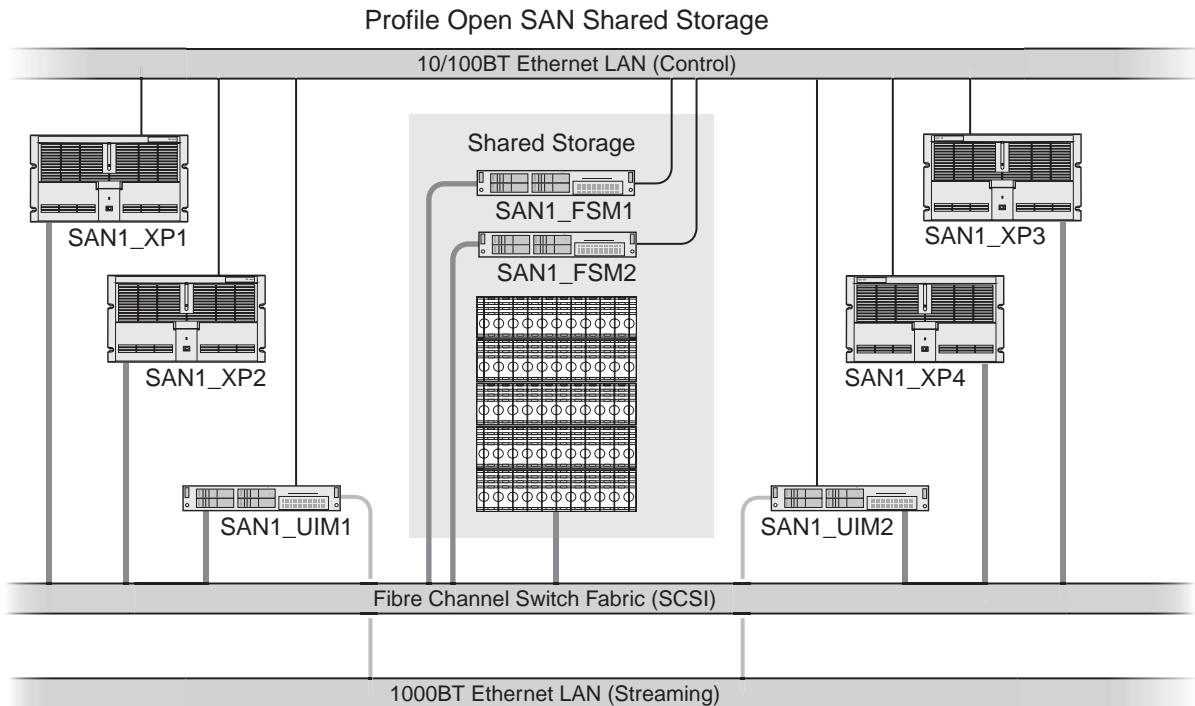 Profile Open SAN Shared Storage
10/100BT Ethernet LAN (Control)
Shared Storage
SAN1_FSM1
SAN1_XP1
SAN1_XP3
SAN1_FSM2
SAN1_XP2
SAN1_XP4
SAN1_UIM1
SAN1_UIM2
Fibre Channel Switch Fabric (SCSI)
1000BT Ethernet LAN (Streaming)